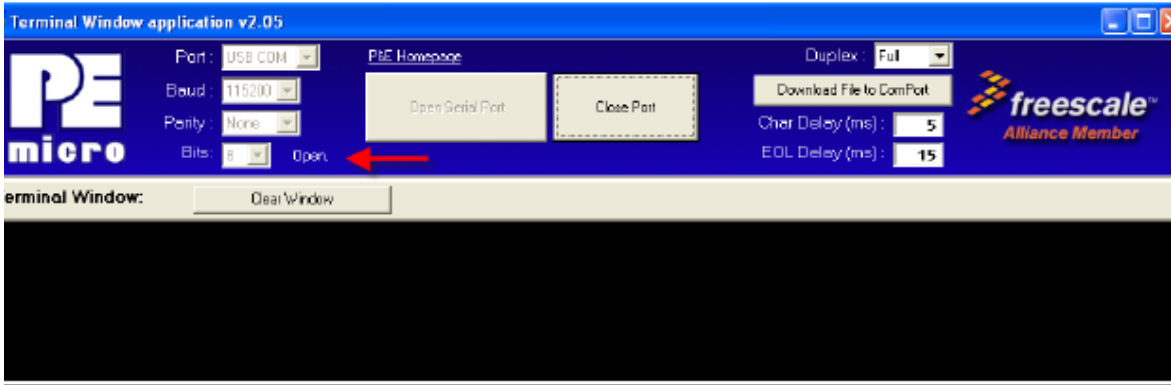 Terminal Window application v2.05
PE
micro
Port : USB COM
Baud : 115200
Parity : None
Bits: 8 Open.
P&E Homepage
Open Serial Port
Close Port
Duplex : Full
Download File to ComPort
Char Delay (ms) : 5
EOL Delay (ms) : 15
freescale™
Alliance Member
erminal Window:
Clear Window